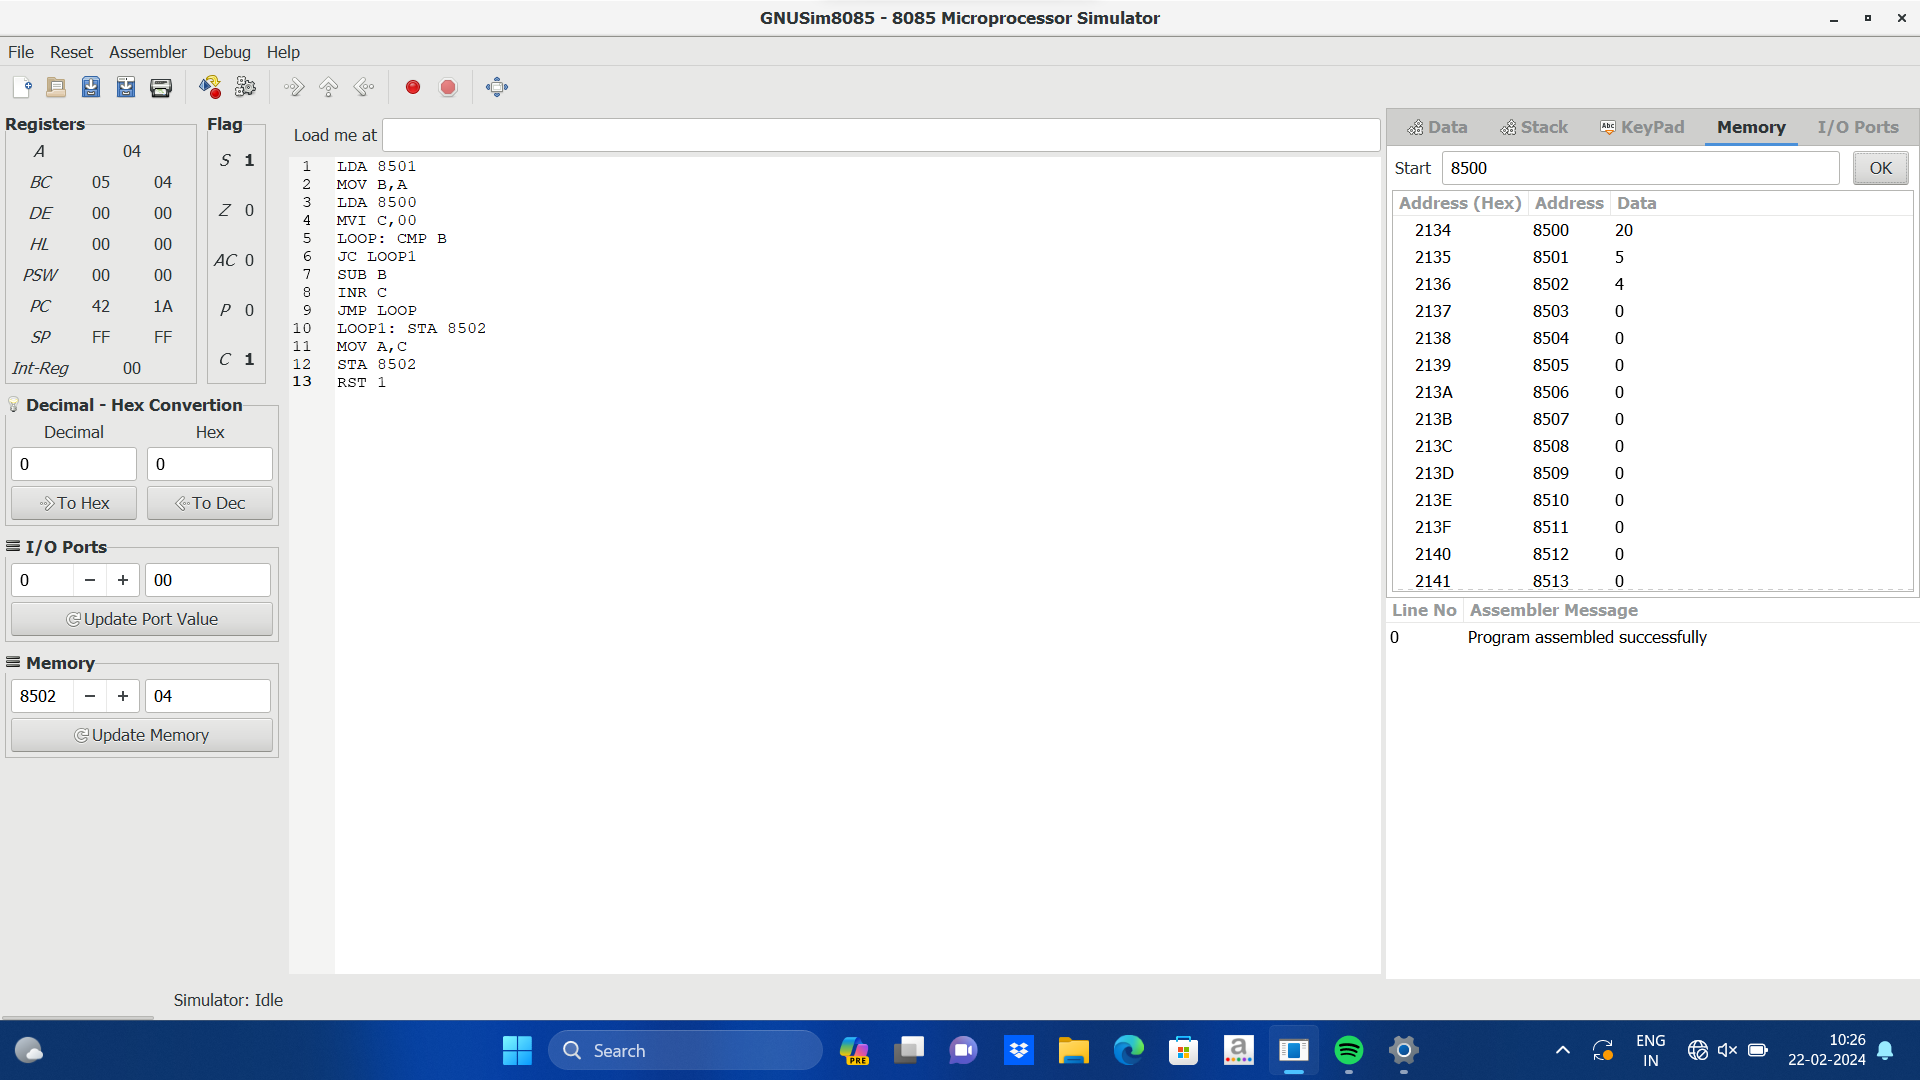 GNUSim8085 - 8085 Microprocessor Simulator
File Reset Assembler Debug Help
Registers
A 04
BC 05 04
DE 00 00
HL 00 00
PSW 00 00
PC 42 1A
SP FF FF
Int-Reg 00
Flag
S 1
Z 0
AC 0
P 0
C 1
Decimal - Hex Convertion
Decimal Hex
0 0
To Hex To Dec
I/O Ports
0 − + 00
Update Port Value
Memory
8502 − + 04
Update Memory
Load me at
1 LDA 8501
2 MOV B,A
3 LDA 8500
4 MVI C,00
5 LOOP: CMP B
6 JC LOOP1
7 SUB B
8 INR C
9 JMP LOOP
10 LOOP1: STA 8502
11 MOV A,C
12 STA 8502
13 RST 1
Data Stack KeyPad Memory I/O Ports
Start 8500 OK
Address (Hex) Address Data
2134 8500 20
2135 8501 5
2136 8502 4
2137 8503 0
2138 8504 0
2139 8505 0
213A 8506 0
213B 8507 0
213C 8508 0
213D 8509 0
213E 8510 0
213F 8511 0
2140 8512 0
2141 8513 0
Line No Assembler Message
0 Program assembled successfully
Simulator: Idle
Search
PRE
a
ENG
IN
10:26
22-02-2024